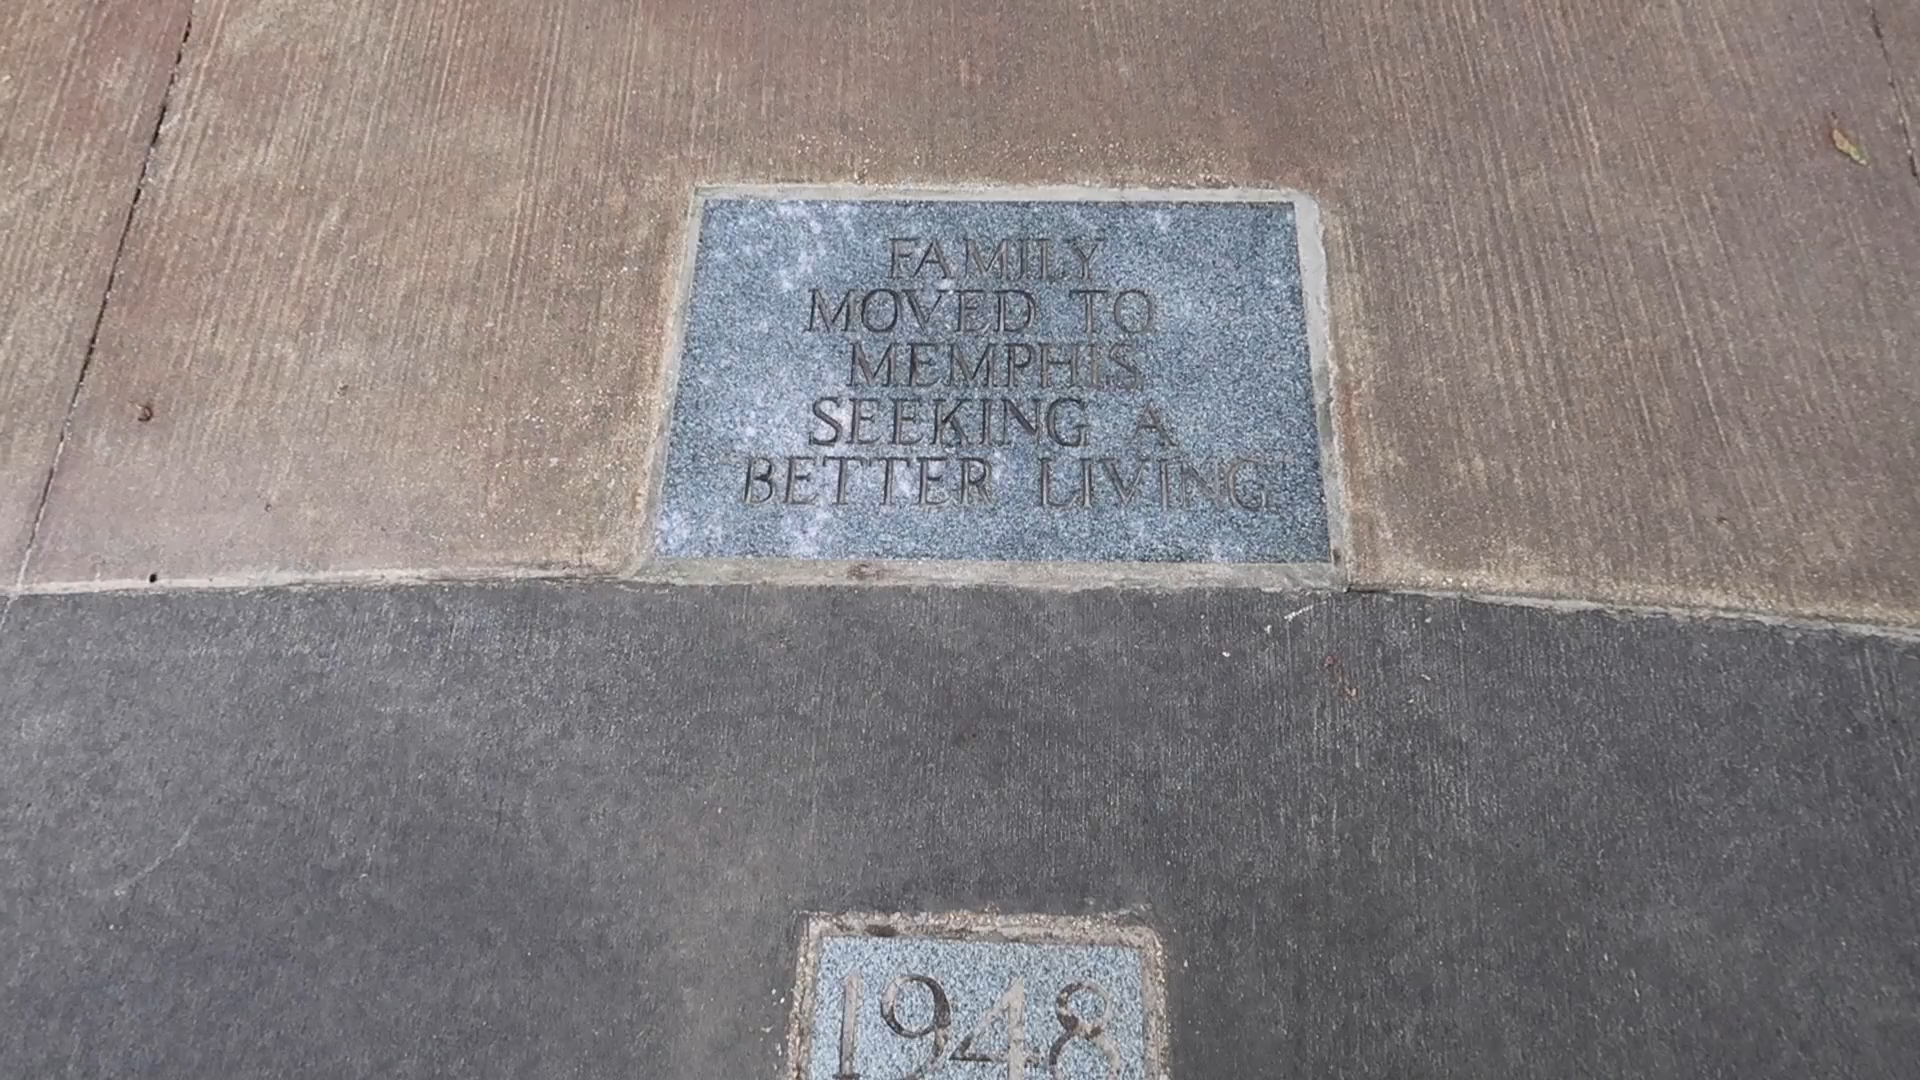 FAMILY
MOVED TO
MEMPHIS
SEEKING A
"BETTER LIVING"
1948